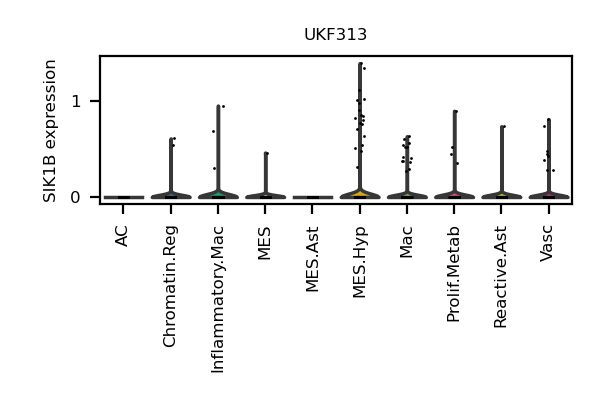 UKF313
SIK1B expression
1
0
AC
Chromatin.Reg
Inflammatory.Mac
MES
MES.Ast
MES.Hyp
Mac
Prolif.Metab
Reactive.Ast
Vasc